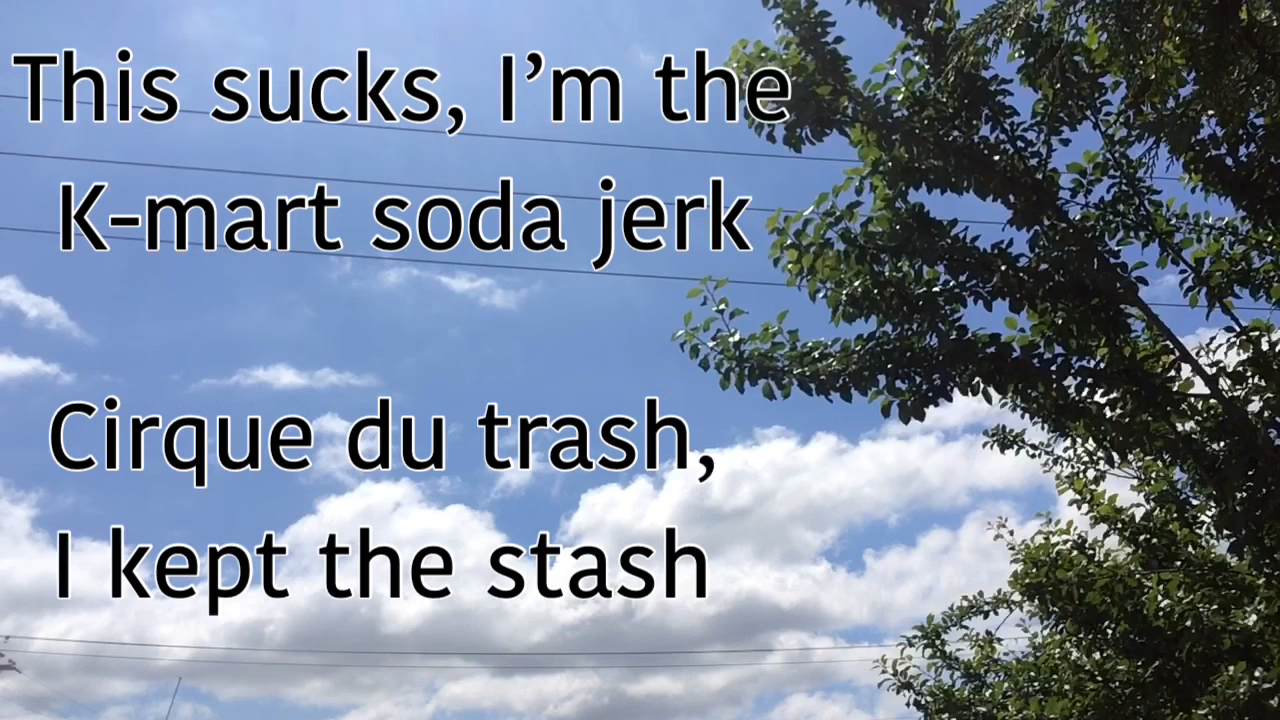 This sucks, I’m the
K-mart soda jerk
Cirque du trash,
I kept the stash